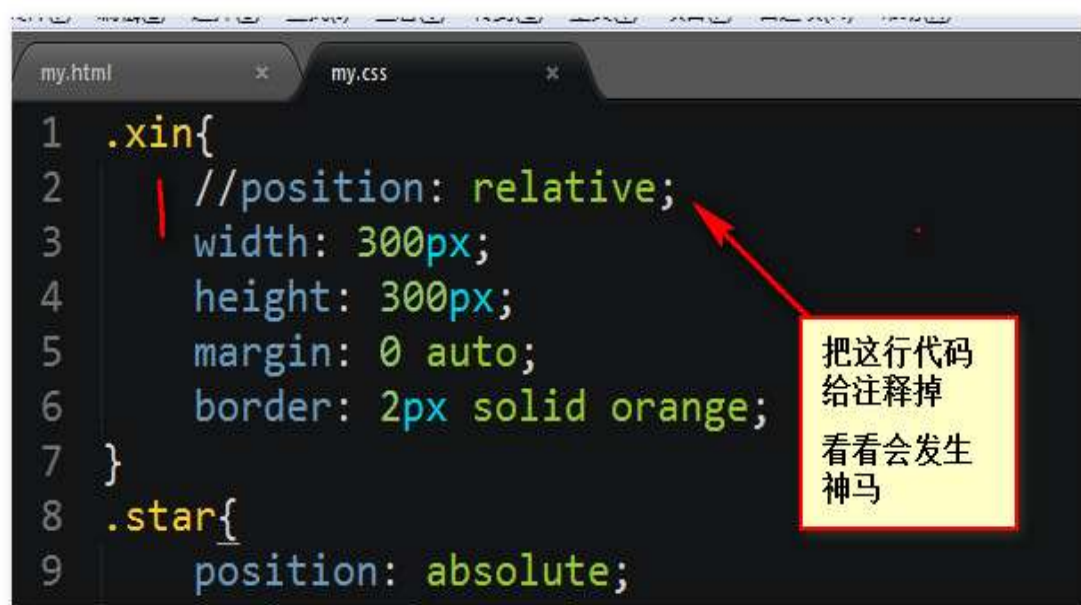 my.html × my.css ×
1 .xin{
2 //position: relative;
3 width: 300px;
4 height: 300px;
5 margin: 0 auto;
6 border: 2px solid orange;
7 }
8 .star{
9 position: absolute;
把这行代码
给注释掉
看看会发生
神马